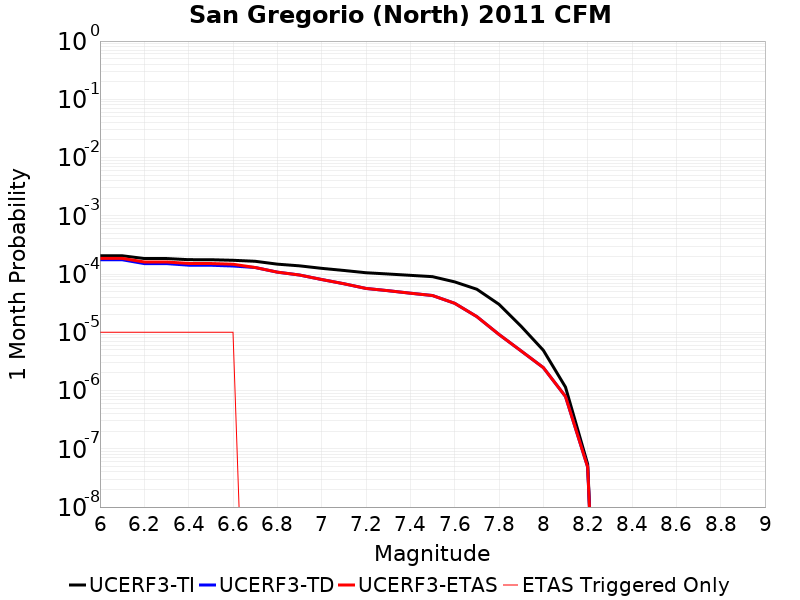 San Gregorio (North) 2011 CFM
1 Month Probability
10^0
10^-1
10^-2
10^-3
10^-4
10^-5
10^-6
10^-7
10^-8
6 6.2 6.4 6.6 6.8 7 7.2 7.4 7.6 7.8 8 8.2 8.4 8.6 8.8 9
Magnitude
UCERF3-TI UCERF3-TD UCERF3-ETAS ETAS Triggered Only